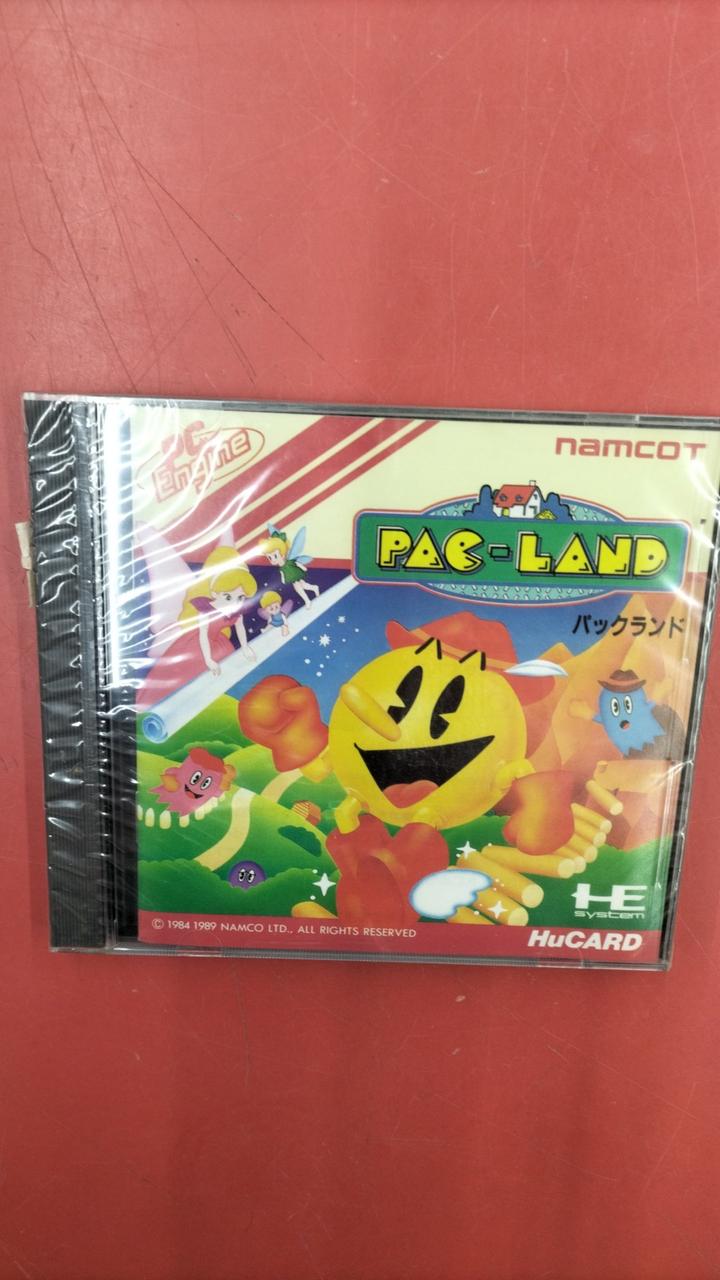 PC
Engine
namcoT
PAC-LAND
パックランド
HE
system
© 1984 1989 NAMCO LTD., ALL RIGHTS RESERVED
HuCARD